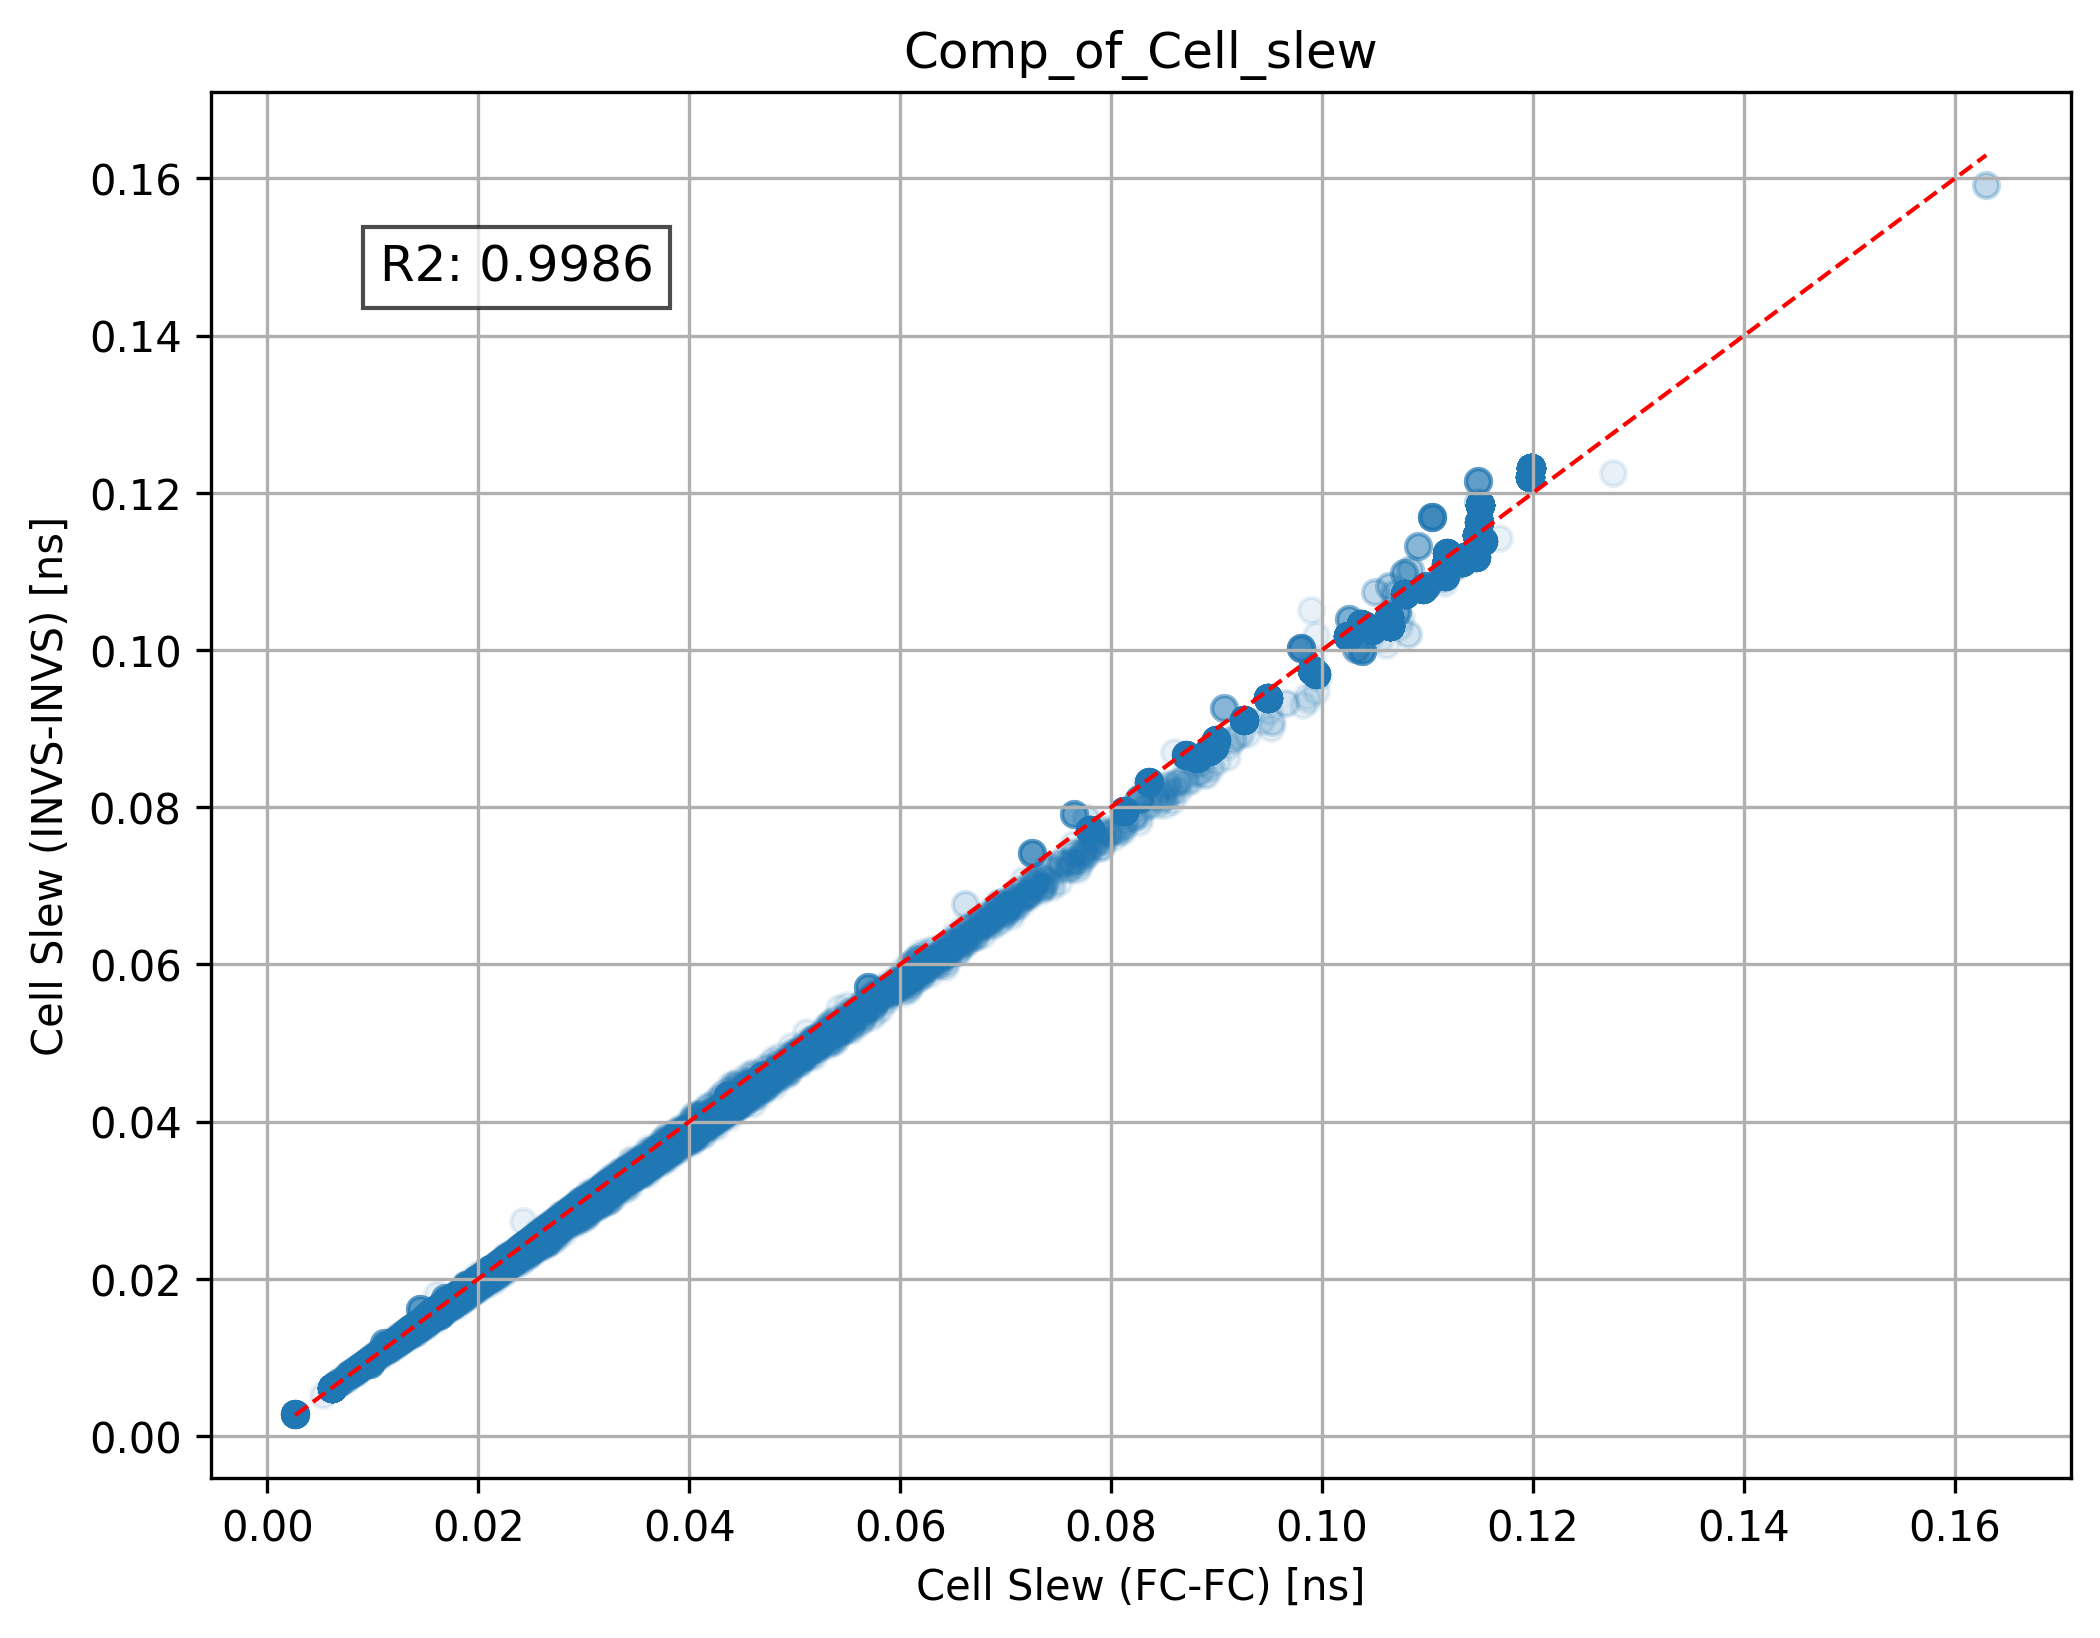 Comp_of_Cell_slew
R2: 0.9986
Cell Slew (INVS-INVS) [ns]
0.16
0.14
0.12
0.10
0.08
0.06
0.04
0.02
0.00
0.00 0.02 0.04 0.06 0.08 0.10 0.12 0.14 0.16
Cell Slew (FC-FC) [ns]